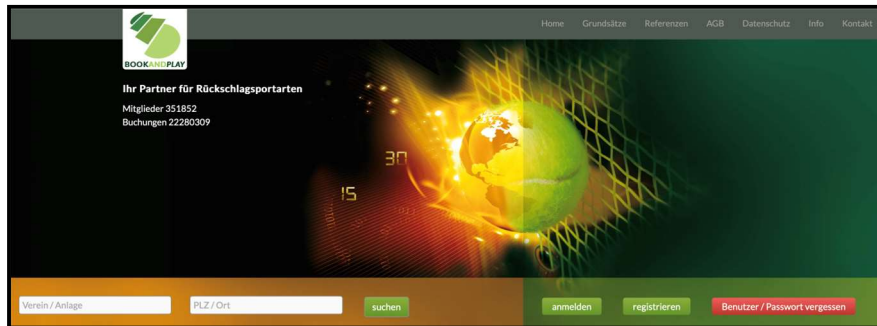 Home Grundsätze Referenzen AGB Datenschutz Info Kontakt
BOOKANDPLAY
Ihr Partner für Rückschlagsportarten
Mitglieder 351852
Buchungen 22280309
30
15
Verein / Anlage PLZ / Ort suchen anmelden registrieren Benutzer / Passwort vergessen